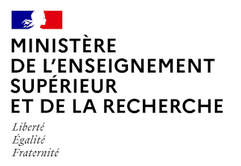 MINISTÈRE
DE L'ENSEIGNEMENT
SUPÉRIEUR
ET DE LA RECHERCHE
Liberté
Égalité
Fraternité